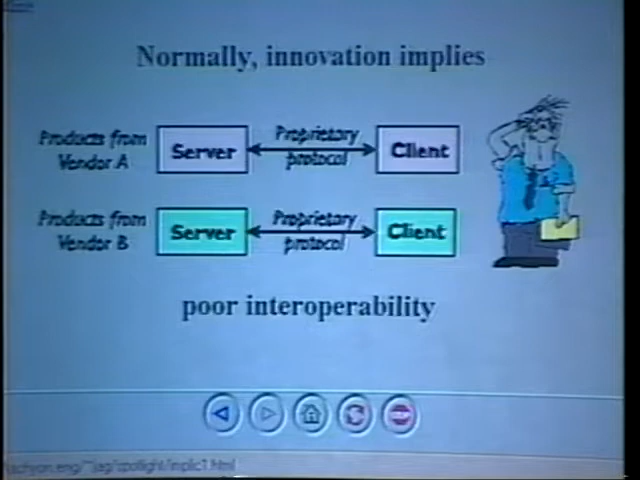 Normally, innovation implies
Products from
Vendor A
Server
Proprietary
protocol
Client
Products from
Vendor B
Server
Proprietary
protocol
Client
poor interoperability